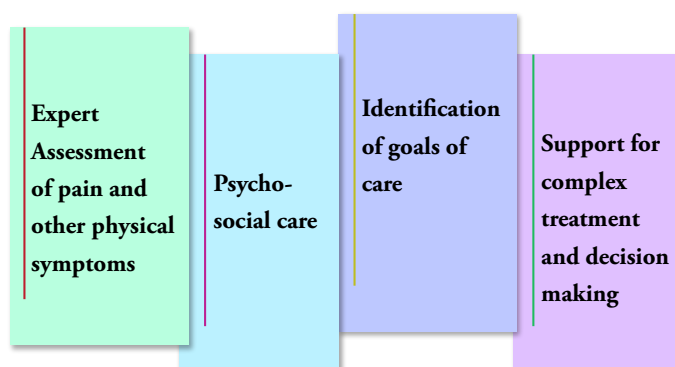 Expert
Assessment
of pain and
other physical
symptoms
Psycho-
social care
Identification
of goals of
care
Support for
complex
treatment
and decision
making